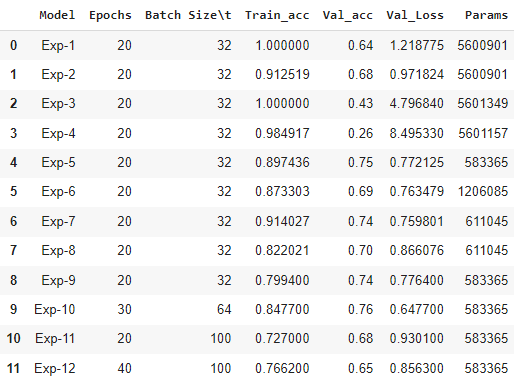 Model Epochs Batch Size\t Train_acc Val_acc Val_Loss Params
0 Exp-1 20 32 1.000000 0.64 1.218775 5600901
1 Exp-2 20 32 0.912519 0.68 0.971824 5600901
2 Exp-3 20 32 1.000000 0.43 4.796840 5601349
3 Exp-4 20 32 0.984917 0.26 8.495330 5601157
4 Exp-5 20 32 0.897436 0.75 0.772125 583365
5 Exp-6 20 32 0.873303 0.69 0.763479 1206085
6 Exp-7 20 32 0.914027 0.74 0.759801 611045
7 Exp-8 20 32 0.822021 0.70 0.866076 611045
8 Exp-9 20 32 0.799400 0.74 0.776400 583365
9 Exp-10 30 64 0.847700 0.76 0.647700 583365
10 Exp-11 20 100 0.727000 0.68 0.930100 583365
11 Exp-12 40 100 0.766200 0.65 0.856300 583365